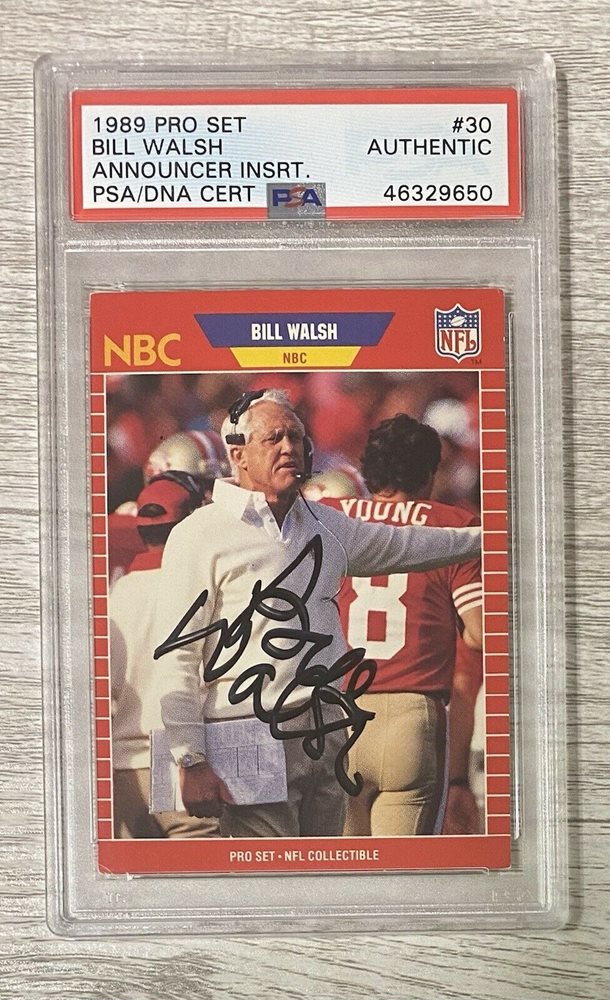 1989 PRO SET #30
BILL WALSH AUTHENTIC
ANNOUNCER INSRT.
PSA/DNA CERT PSA 46329650
NBC
BILL WALSH
NBC
NFL
TM
YOUNG
8
PRO SET • NFL COLLECTIBLE